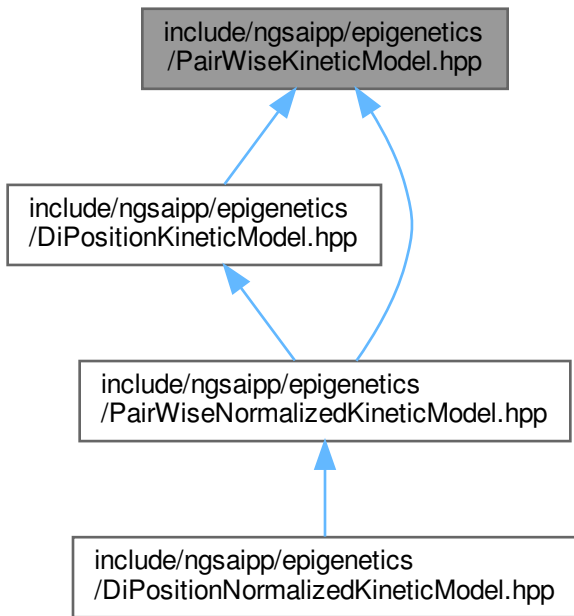 include/ngsaipp/epigenetics
/PairWiseKineticModel.hpp
include/ngsaipp/epigenetics
/DiPositionKineticModel.hpp
include/ngsaipp/epigenetics
/PairWiseNormalizedKineticModel.hpp
include/ngsaipp/epigenetics
/DiPositionNormalizedKineticModel.hpp